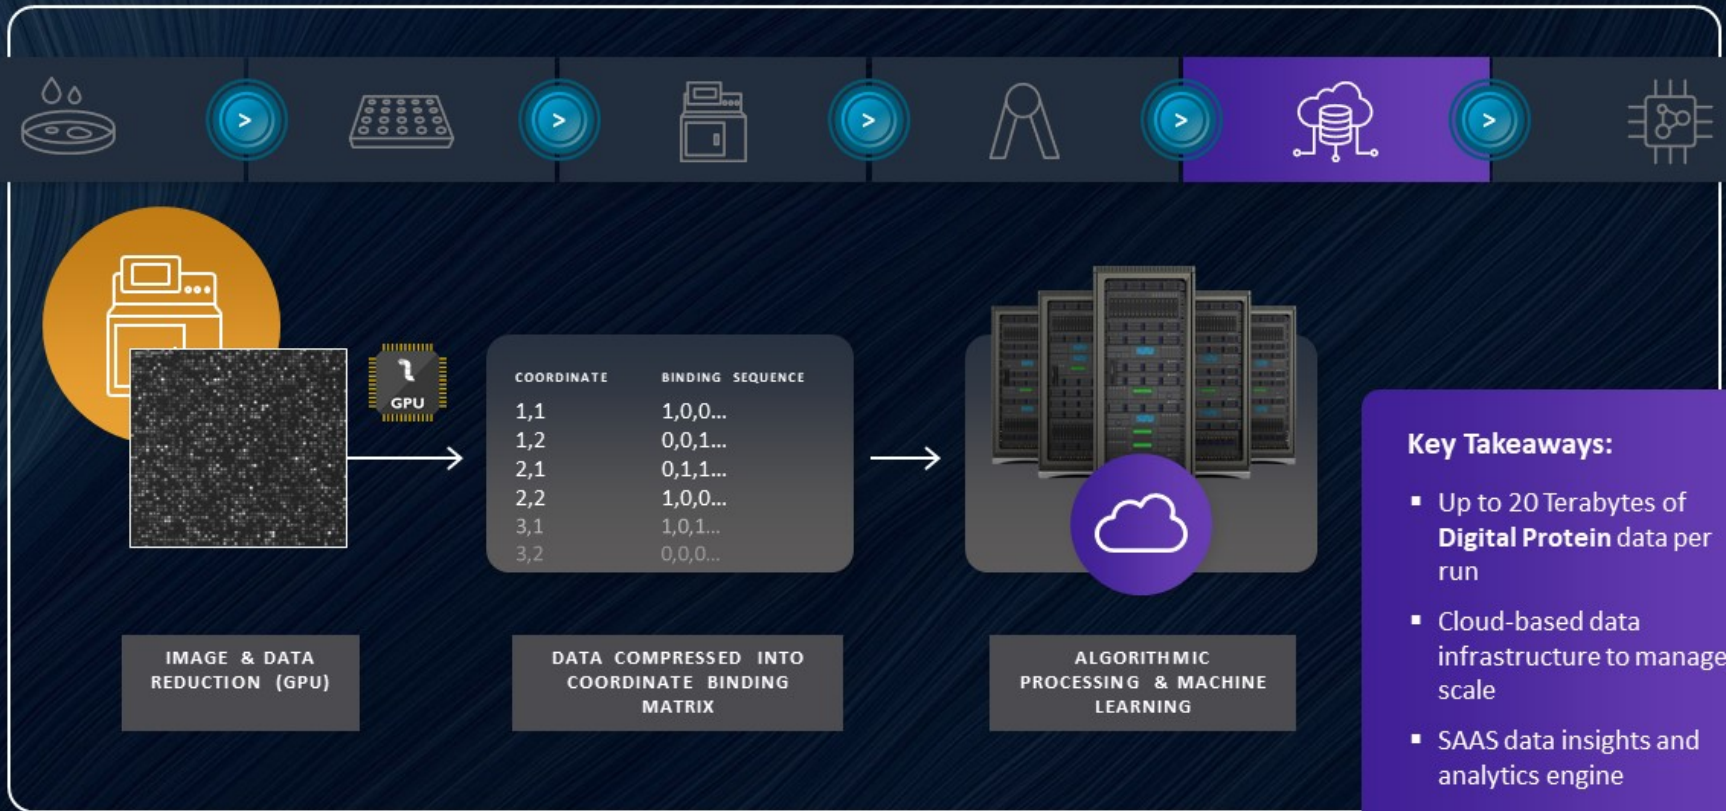 >
>
>
>
>
GPU
COORDINATE BINDING SEQUENCE
1,1 1,0,0...
1,2 0,0,1...
2,1 0,1,1...
2,2 1,0,0...
3,1 1,0,1...
3,2 0,0,0...
IMAGE & DATA
REDUCTION (GPU)
DATA COMPRESSED INTO
COORDINATE BINDING
MATRIX
ALGORITHMIC
PROCESSING & MACHINE
LEARNING
Key Takeaways:
▪ Up to 20 Terabytes of
Digital Protein data per
run
▪ Cloud-based data
infrastructure to manage
scale
▪ SAAS data insights and
analytics engine